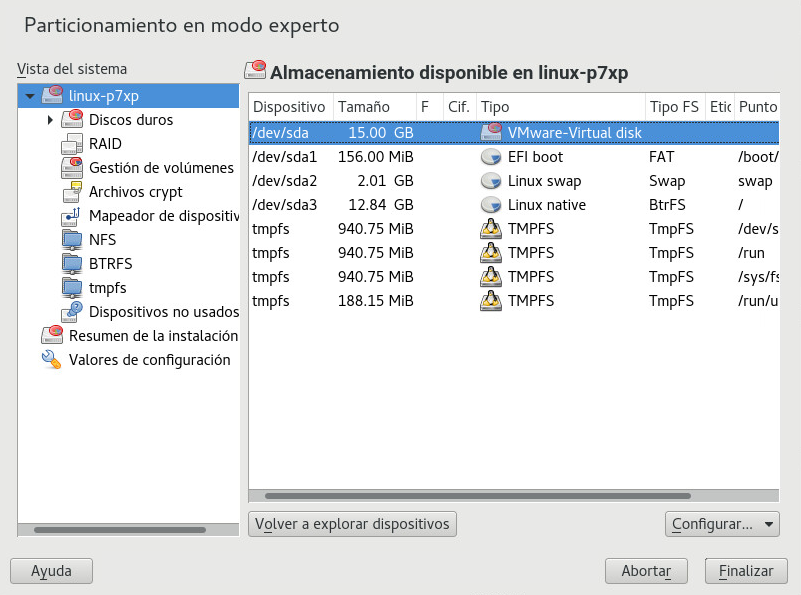 Particionamiento en modo experto
Vista del sistema
linux-p7xp
Discos duros
RAID
Gestión de volúmenes
Archivos crypt
Mapeador de dispositiv
NFS
BTRFS
tmpfs
Dispositivos no usados
Resumen de la instalación
Valores de configuración
Almacenamiento disponible en linux-p7xp
Dispositivo Tamaño F Cif. Tipo Tipo FS Etic Punto
/dev/sda 15.00 GB VMware-Virtual disk
/dev/sda1 156.00 MiB EFI boot FAT /boot/
/dev/sda2 2.01 GB Linux swap Swap swap
/dev/sda3 12.84 GB Linux native BtrFS /
tmpfs 940.75 MiB TMPFS TmpFS /dev/s
tmpfs 940.75 MiB TMPFS TmpFS /run
tmpfs 940.75 MiB TMPFS TmpFS /sys/fs
tmpfs 188.15 MiB TMPFS TmpFS /run/u
Volver a explorar dispositivos Configurar...
Ayuda Abortar Finalizar